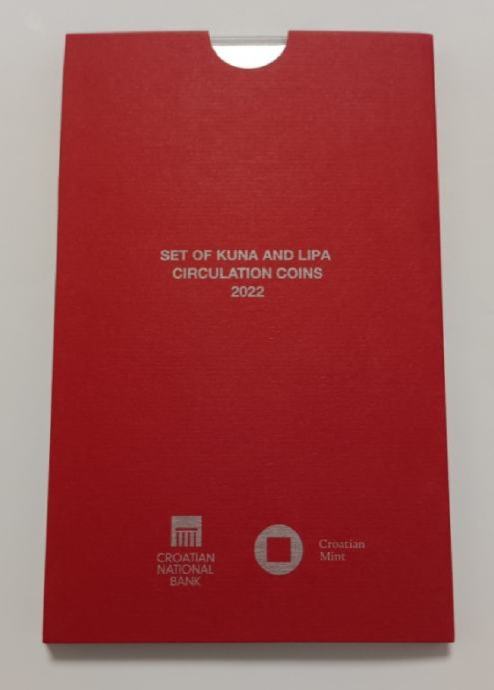 SET OF KUNA AND LIPA
CIRCULATION COINS
2022
CROATIAN
NATIONAL
BANK
Croatian
Mint